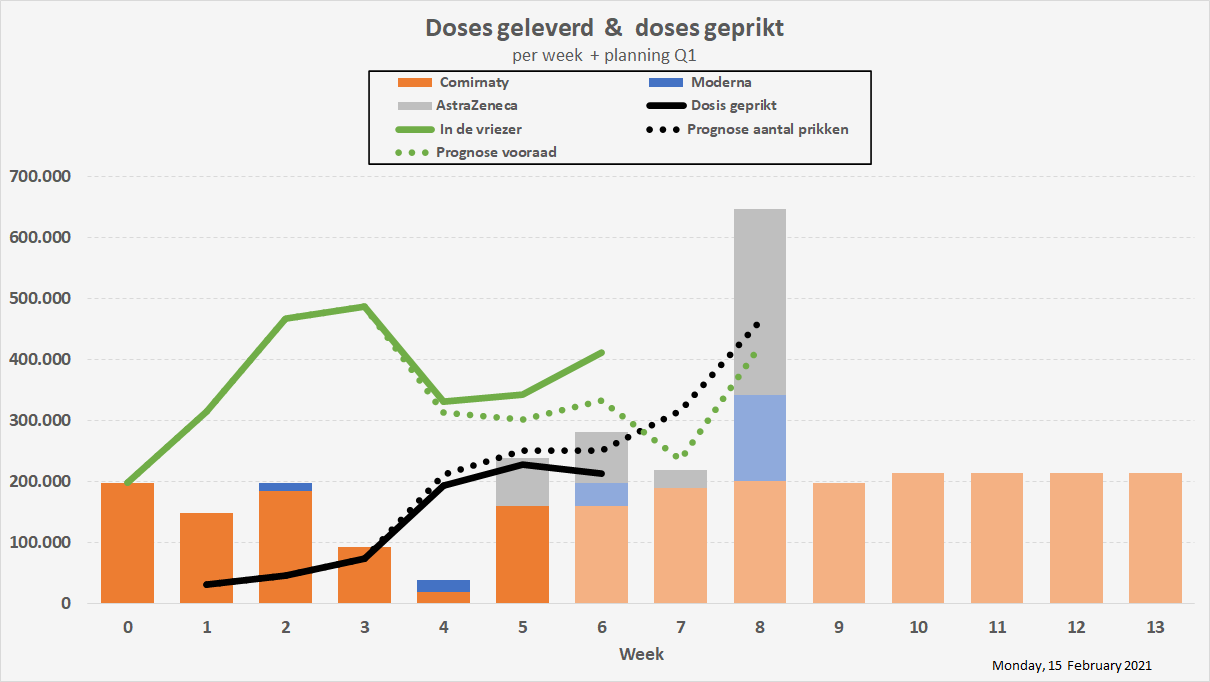 Doses geleverd & doses geprikt
per week + planning Q1
Comirnaty
Moderna
AstraZeneca
Dosis geprikt
In de vriezer
Prognose aantal prikken
Prognose vooraad
700.000
600.000
500.000
400.000
300.000
200.000
100.000
0
0 1 2 3 4 5 6 7 8 9 10 11 12 13
Week
Monday, 15 February 2021